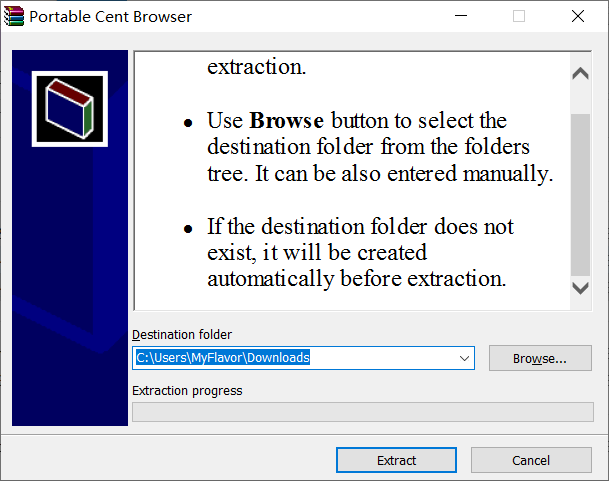 Portable Cent Browser
extraction.
● Use Browse button to select the
destination folder from the folders
tree. It can be also entered manually.
● If the destination folder does not
exist, it will be created
automatically before extraction.
Destination folder
C:\Users\MyFlavor\Downloads
Browse...
Extraction progress
Extract
Cancel